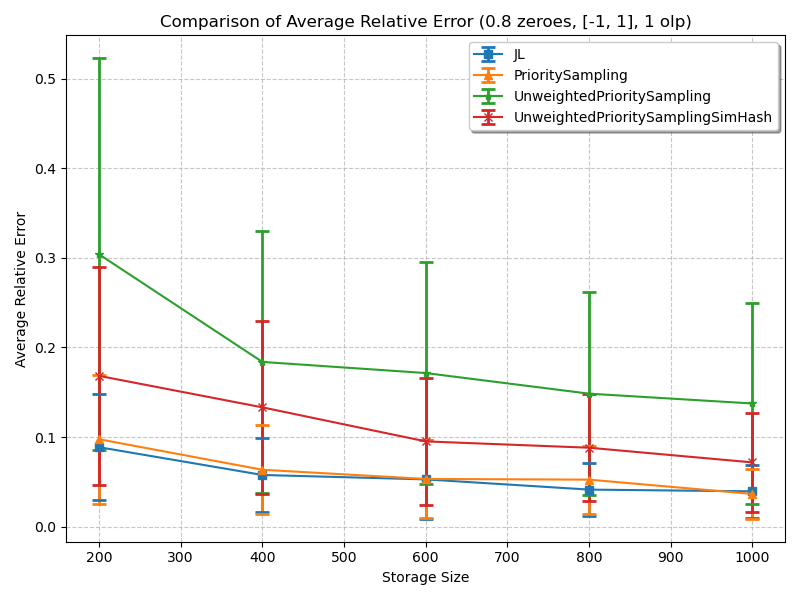 Comparison of Average Relative Error (0.8 zeroes, [-1, 1], 1 olp)
JL
PrioritySampling
UnweightedPrioritySampling
UnweightedPrioritySamplingSimHash
Average Relative Error
0.5
0.4
0.3
0.2
0.1
0.0
200 300 400 500 600 700 800 900 1000
Storage Size